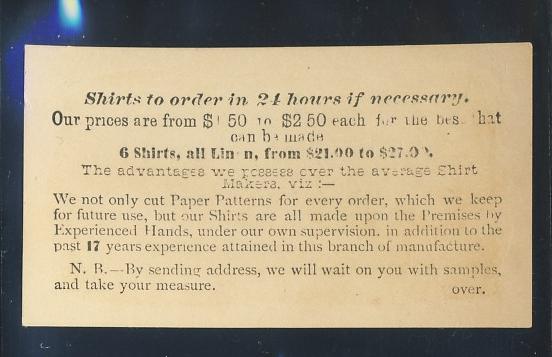 Shirts to order in 24 hours if necessary.
Our prices are from $1 50 to $2 50 each for the best that
can be made
6 Shirts, all Linen, from $21.00 to $27.00.
The advantages we possess over the average Shirt
Makers, viz :—
We not only cut Paper Patterns for every order, which we keep
for future use, but our Shirts are all made upon the Premises by
Experienced Hands, under our own supervision. in addition to the
past 17 years experience attained in this branch of manufacture.
N. B.—By sending address, we will wait on you with samples,
and take your measure.
over.